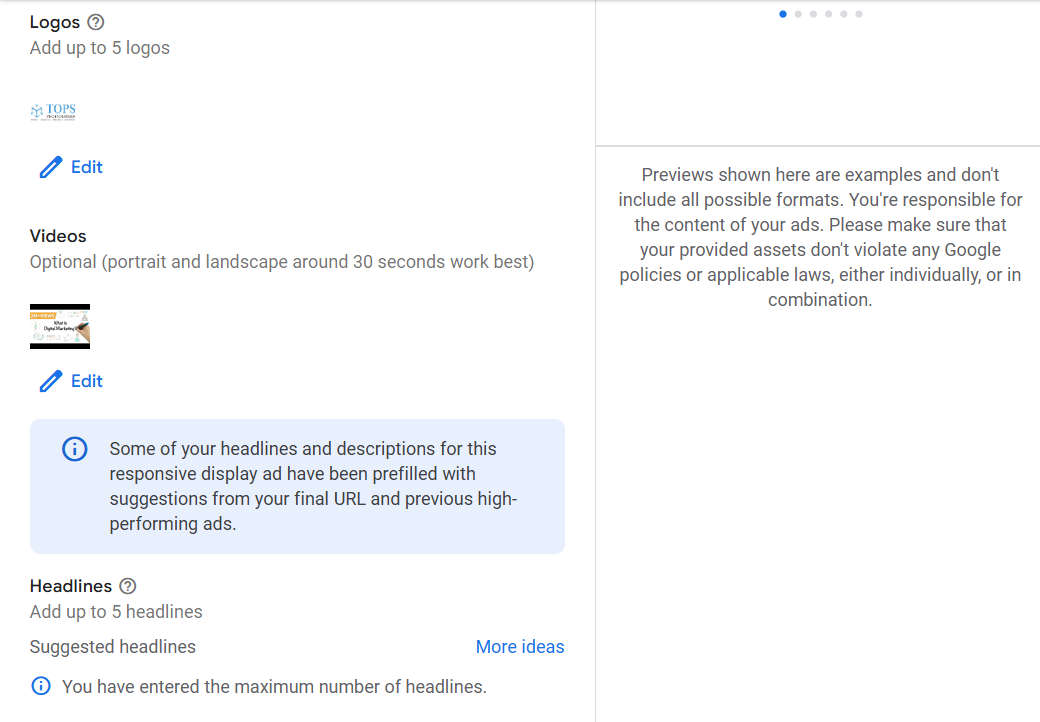 Logos
Add up to 5 logos
TOPS
Edit
Videos
Optional (portrait and landscape around 30 seconds work best)
What is
Digital Marketing?
Edit
Some of your headlines and descriptions for this
responsive display ad have been prefilled with
suggestions from your final URL and previous high-
performing ads.
Headlines
Add up to 5 headlines
Suggested headlines
More ideas
You have entered the maximum number of headlines.
Previews shown here are examples and don't
include all possible formats. You're responsible for
the content of your ads. Please make sure that
your provided assets don't violate any Google
policies or applicable laws, either individually, or in
combination.